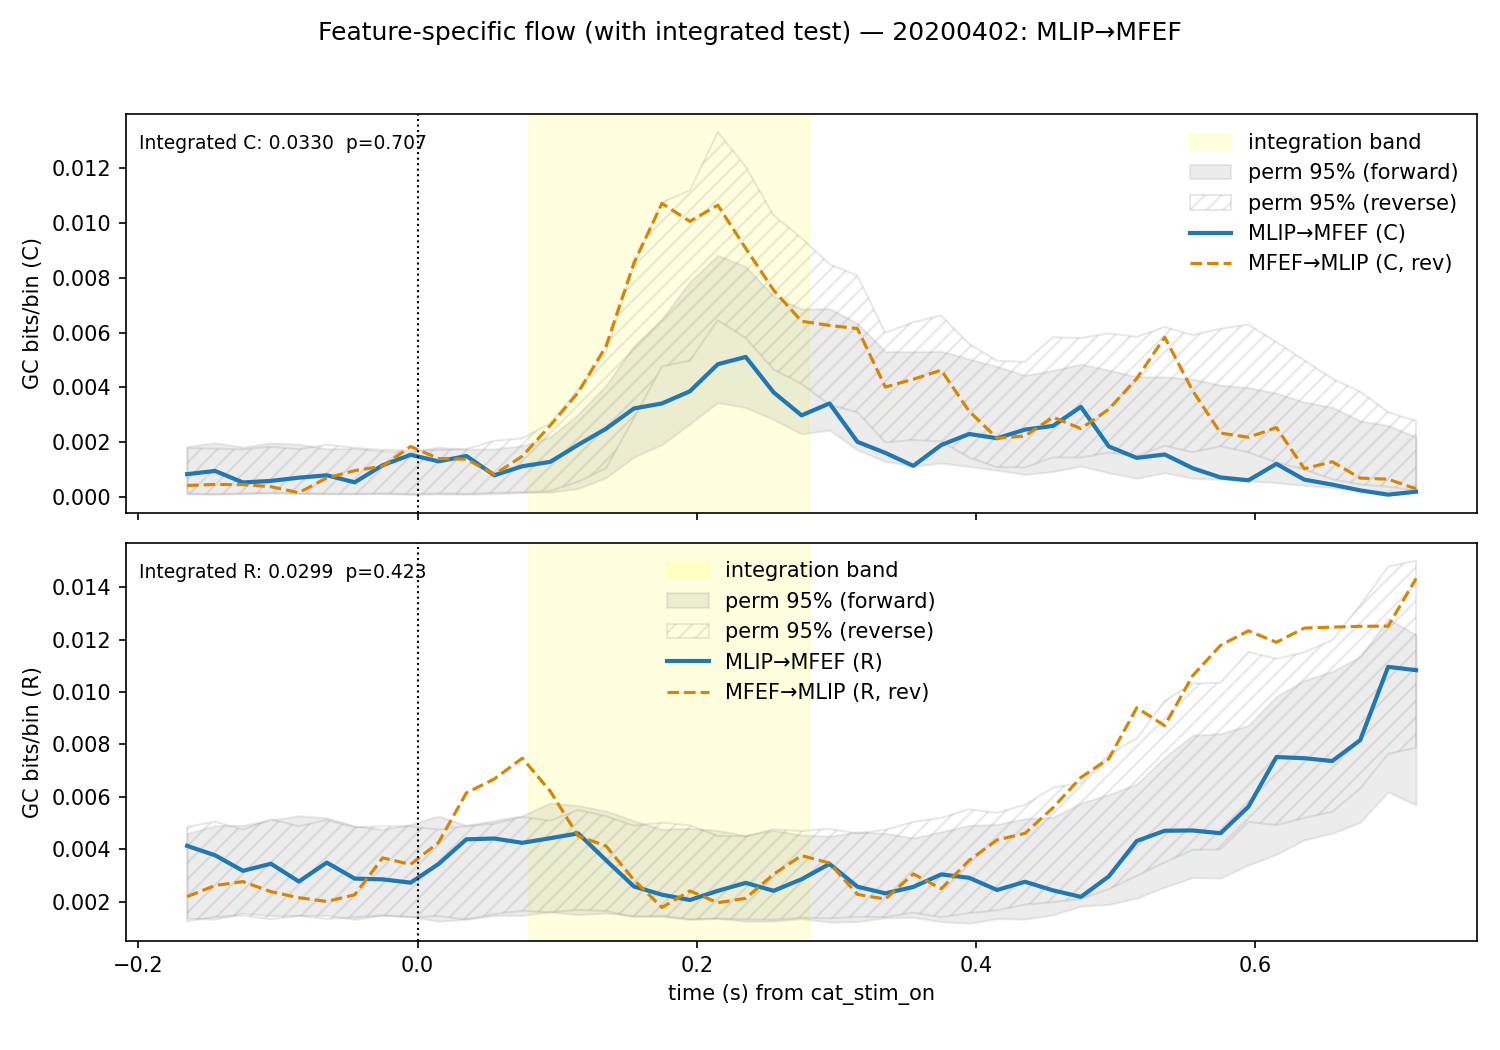 Feature-specific flow (with integrated test) — 20200402: MLIP→MFEF
Integrated C: 0.0330  p=0.707
integration band
perm 95% (forward)
perm 95% (reverse)
MLIP→MFEF (C)
MFEF→MLIP (C, rev)
GC bits/bin (C)
0.012
0.010
0.008
0.006
0.004
0.002
0.000
Integrated R: 0.0299  p=0.423
integration band
perm 95% (forward)
perm 95% (reverse)
MLIP→MFEF (R)
MFEF→MLIP (R, rev)
GC bits/bin (R)
0.014
0.012
0.010
0.008
0.006
0.004
0.002
−0.2
0.0
0.2
0.4
0.6
time (s) from cat_stim_on